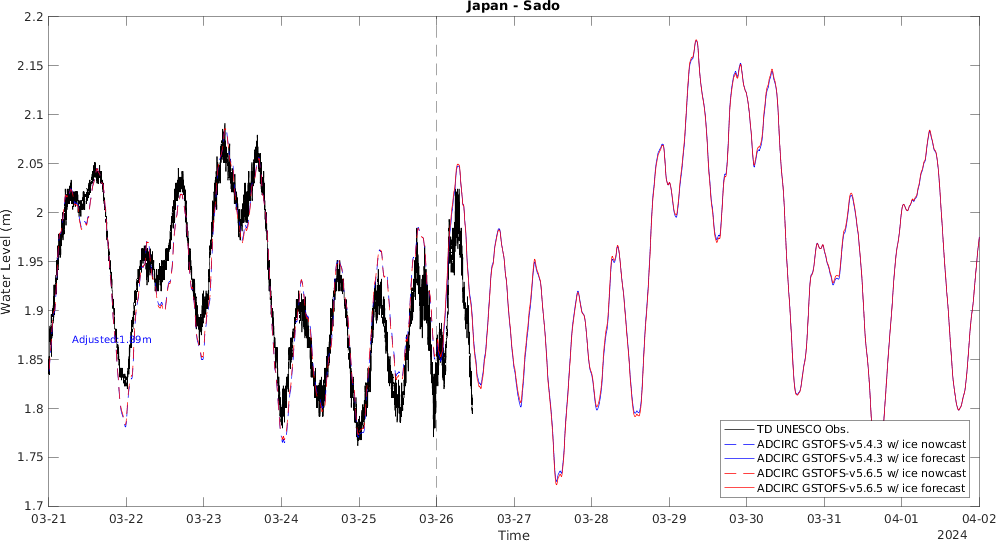 Japan - Sado
2.2
2.15
2.1
2.05
2
1.95
1.9
1.85
1.8
1.75
1.7
Water Level (m)
Adjusted:1.89m
TD UNESCO Obs.
ADCIRC GSTOFS-v5.4.3 w/ ice nowcast
ADCIRC GSTOFS-v5.4.3 w/ ice forecast
ADCIRC GSTOFS-v5.6.5 w/ ice nowcast
ADCIRC GSTOFS-v5.6.5 w/ ice forecast
03-21 03-22 03-23 03-24 03-25 03-26 03-27 03-28 03-29 03-30 03-31 04-01 04-02
Time
2024